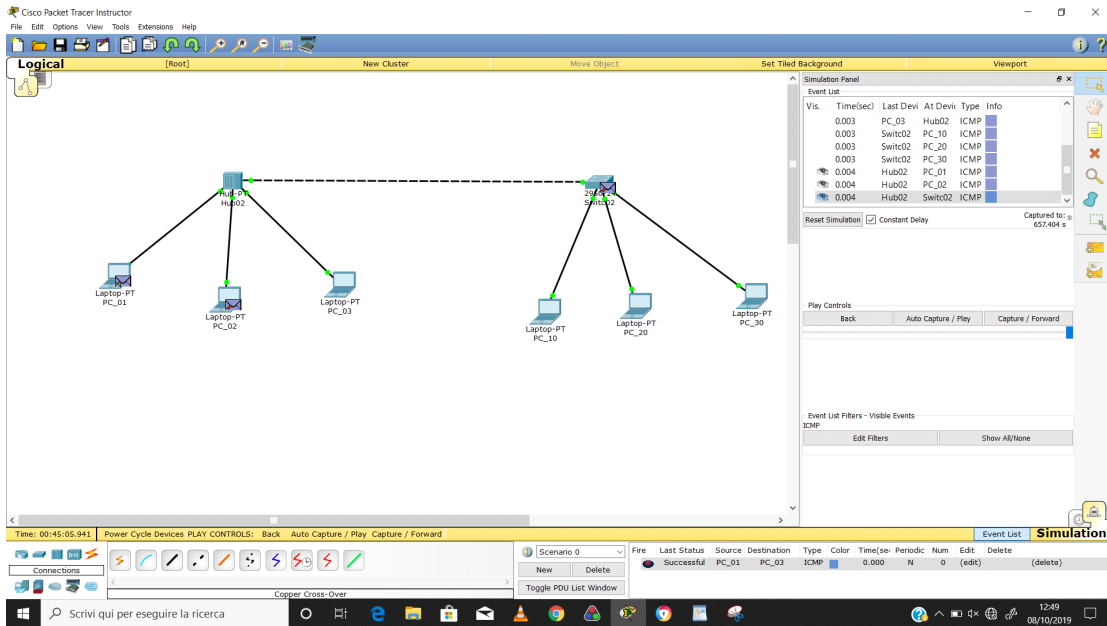 Cisco Packet Tracer Instructor
File Edit Options View Tools Extensions Help
Logical [Root] New Cluster Move Object Set Tiled Background Viewport
Hub-PT
Hub02
2950-24
Switc02
Laptop-PT
PC_01
Laptop-PT
PC_02
Laptop-PT
PC_03
Laptop-PT
PC_10
Laptop-PT
PC_20
Laptop-PT
PC_30
Simulation Panel
Event List
Vis. Time(sec) Last Devi At Devic Type Info
0.003 PC_03 Hub02 ICMP
0.003 Switc02 PC_10 ICMP
0.003 Switc02 PC_20 ICMP
0.003 Switc02 PC_30 ICMP
0.004 Hub02 PC_01 ICMP
0.004 Hub02 PC_02 ICMP
0.004 Hub02 Switc02 ICMP
Reset Simulation Constant Delay Captured to: *
657.404 s
Play Controls
Back Auto Capture / Play Capture / Forward
Event List Filters - Visible Events
ICMP
Edit Filters Show All/None
Time: 00:45:05.941 Power Cycle Devices PLAY CONTROLS: Back Auto Capture / Play Capture / Forward Event List Simulation
Connections
Copper Cross-Over
Scenario 0
New Delete
Toggle PDU List Window
Fire Last Status Source Destination Type Color Time(sec Periodic Num Edit Delete
Successful PC_01 PC_03 ICMP 0.000 N 0 (edit) (delete)
Scrivi qui per eseguire la ricerca
12:49
08/10/2019